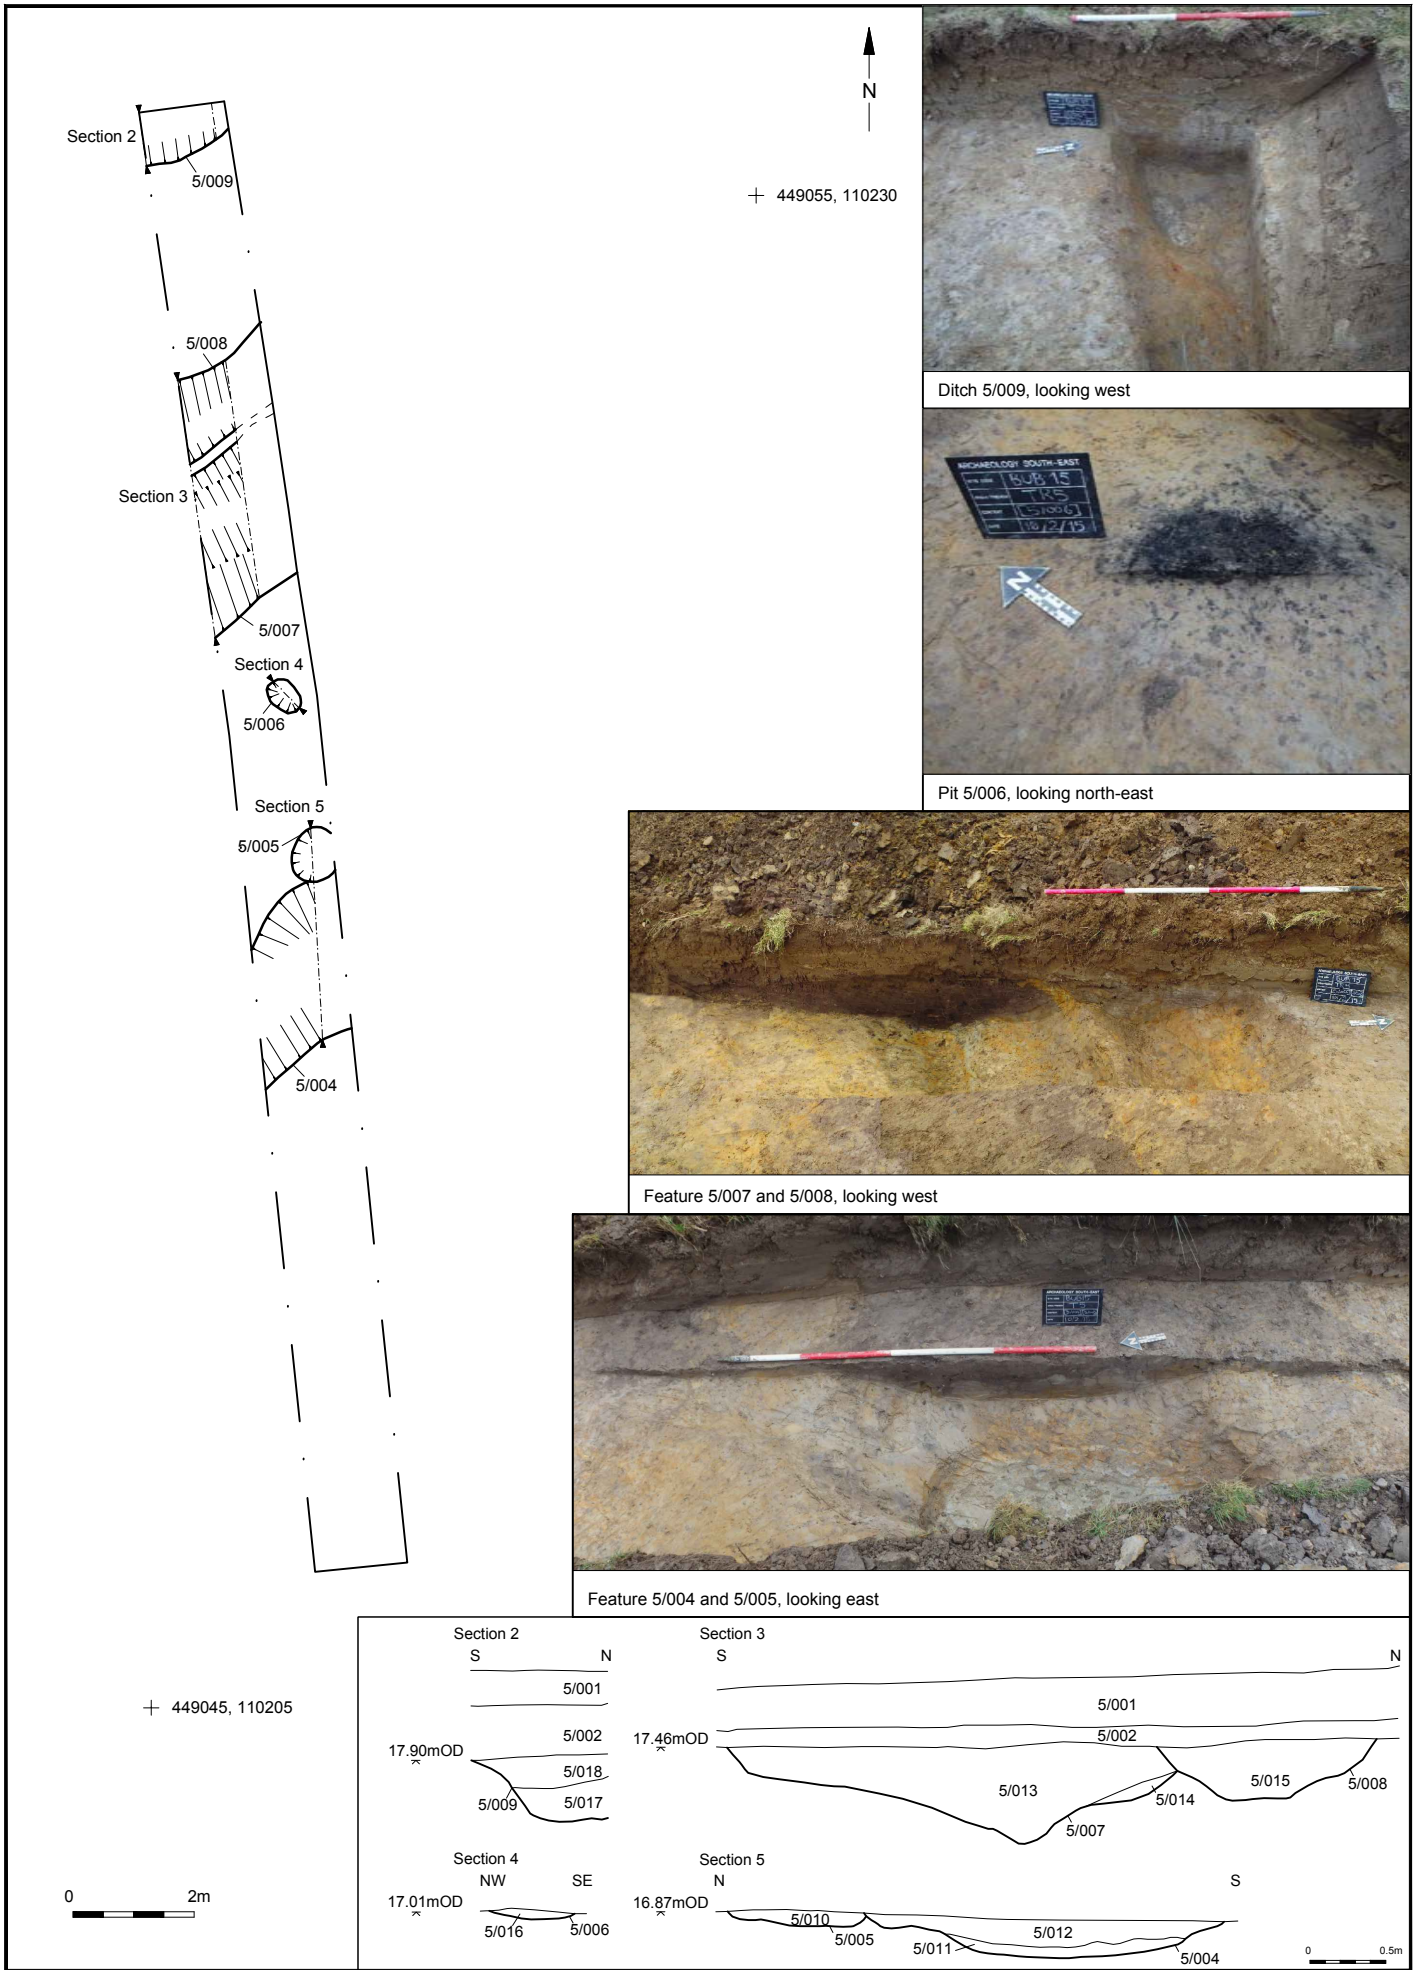 N
Section 2
5/009
449055, 110230
5/008
Section 3
5/007
Section 4
5/006
Section 5
5/005
5/004
449045, 110205
0 2m
Ditch 5/009, looking west
ARCHAEOLOGY SOUTH-EAST
BUB 15
TR5
[5/006]
18/2/15
N
Pit 5/006, looking north-east
Feature 5/007 and 5/008, looking west
Feature 5/004 and 5/005, looking east
Section 2
S N
5/001
5/002
17.90mOD
5/018
5/009
5/017
Section 3
S N
5/001
5/002
17.46mOD
5/013
5/015
5/008
5/014
5/007
Section 4
NW SE
17.01mOD
5/016
5/006
Section 5
N S
16.87mOD
5/010
5/005
5/012
5/011
5/004
0 0.5m